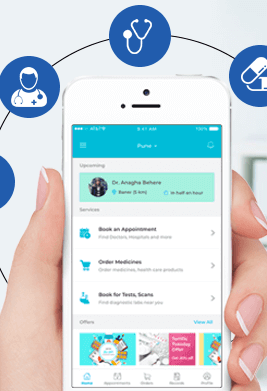 9:41 AM
100%
Pune
Upcoming
Dr. Anagha Behere
Baner (5 km)
In half an hour
Services
Book an Appointment
Find Doctors, Hospitals and more
Order Medicines
Order medicines, health care products
Book for Tests, Scans
Find diagnostic labs near you
Offers
View All
Terrific
Tuesday
Offer
Home
Appointments
Orders
Records
Profile